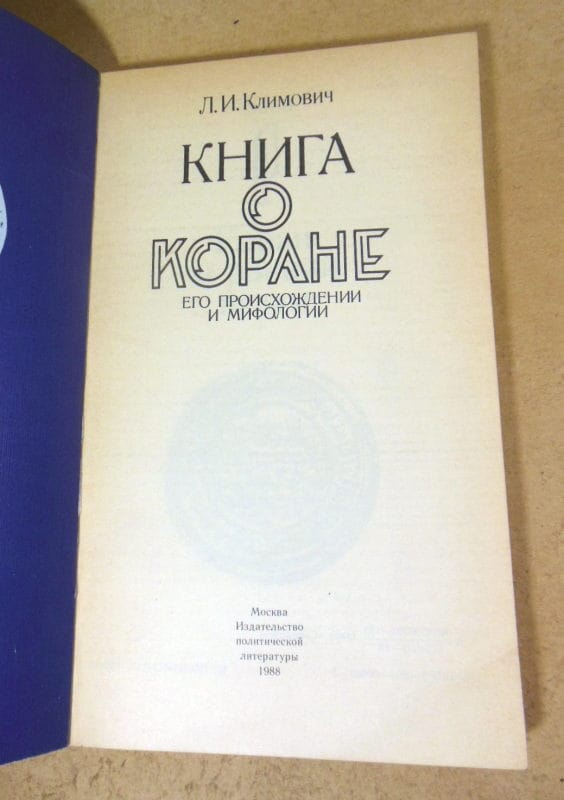 Л. И. Климович
КНИГА
О
КОРАНЕ
ЕГО ПРОИСХОЖДЕНИИ
И МИФОЛОГИИ
Москва
Издательство
политической
литературы
1988